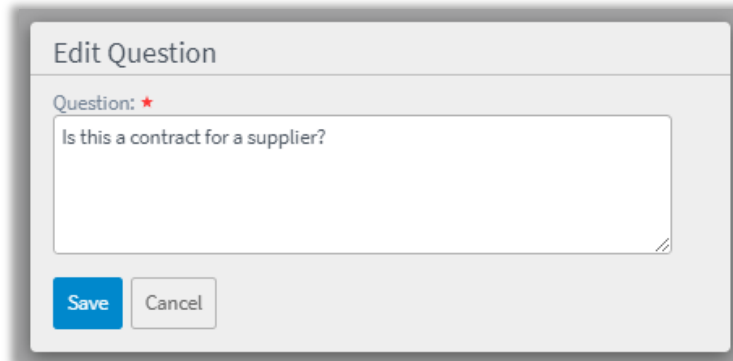 Edit Question
Question: ★
Is this a contract for a supplier?
Save Cancel